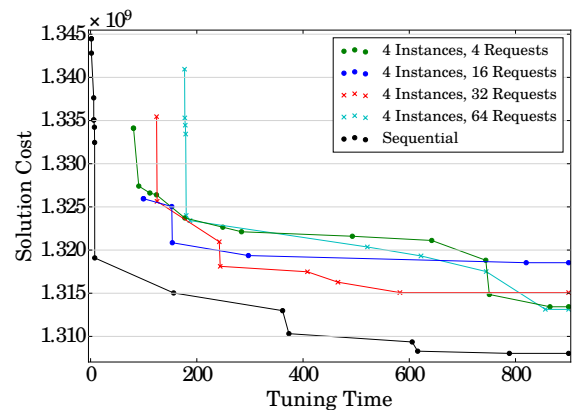 1.345 × 10⁹
1.340
1.335
1.330
1.325
1.320
1.315
1.310
Solution Cost
4 Instances, 4 Requests
4 Instances, 16 Requests
4 Instances, 32 Requests
4 Instances, 64 Requests
Sequential
0 200 400 600 800
Tuning Time